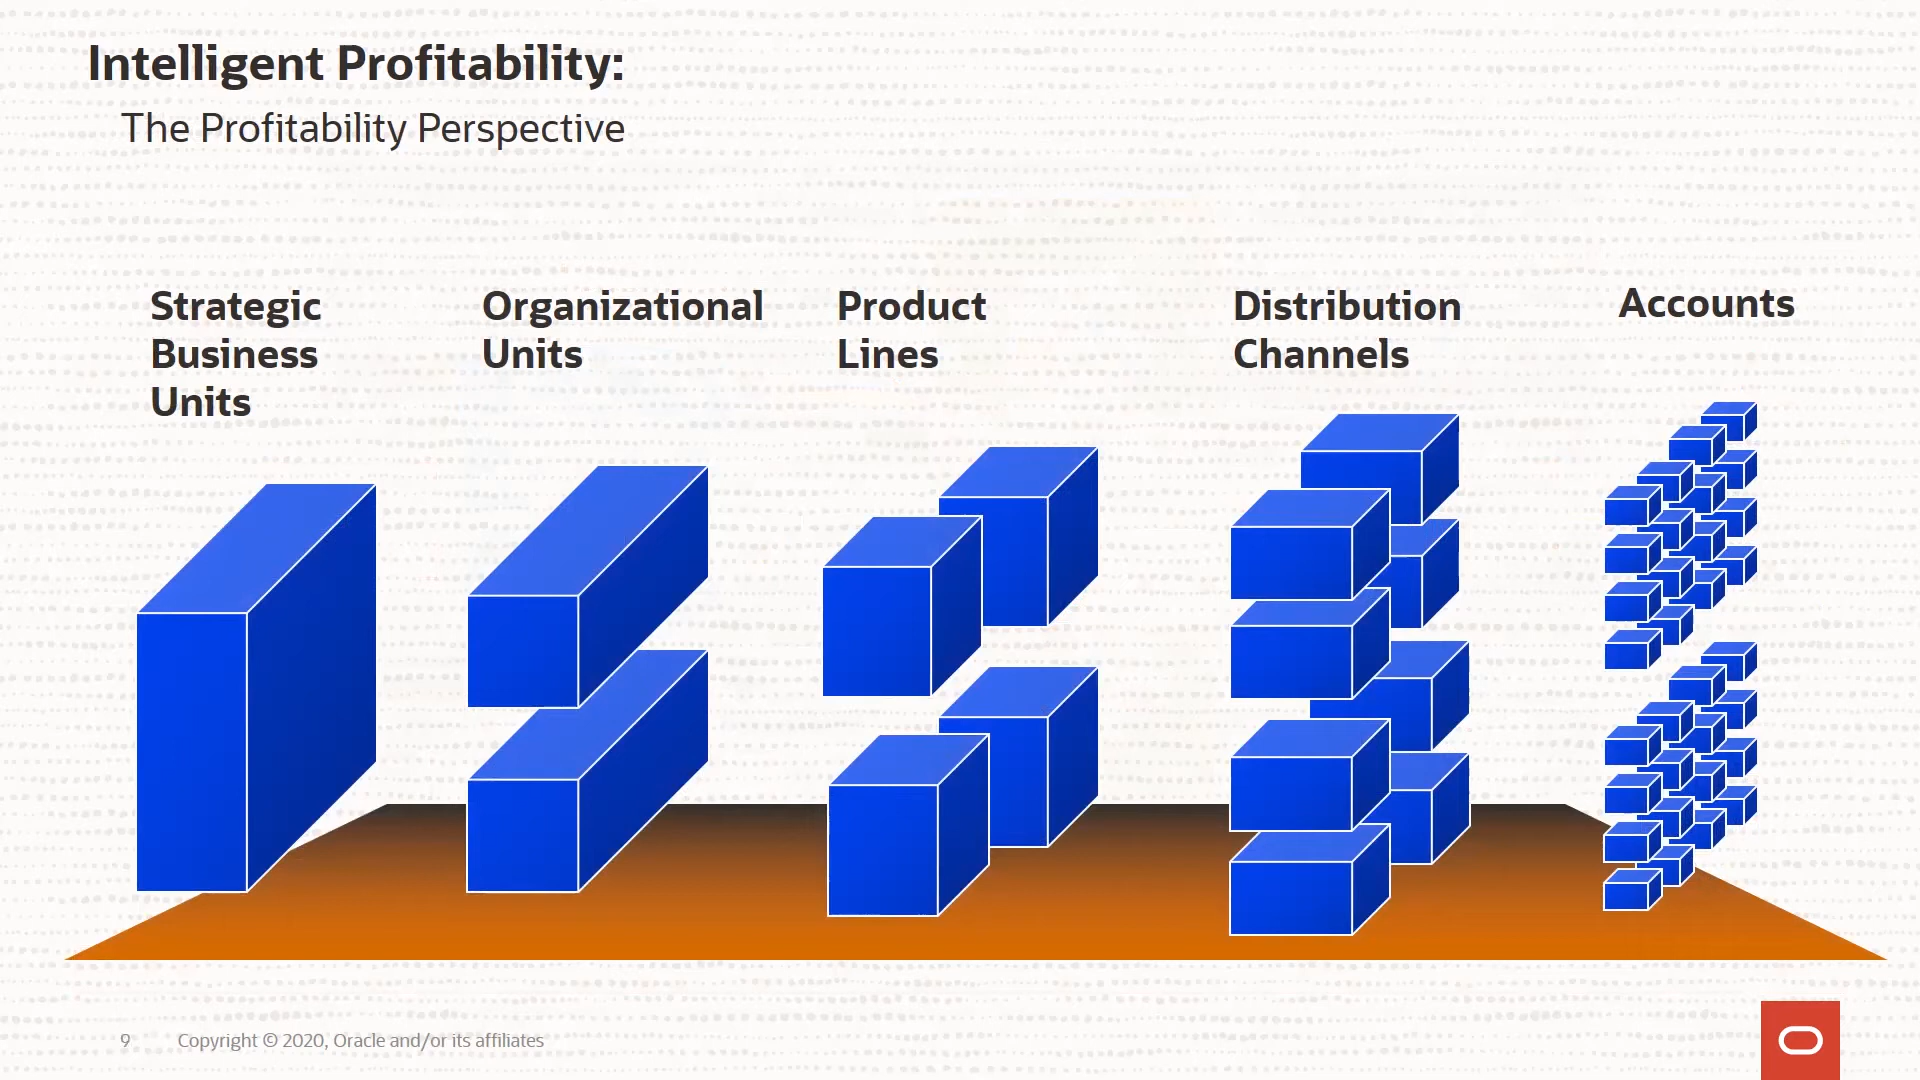 Intelligent Profitability:
The Profitability Perspective
Strategic
Business
Units
Organizational
Units
Product
Lines
Distribution
Channels
Accounts
9 Copyright © 2020, Oracle and/or its affiliates